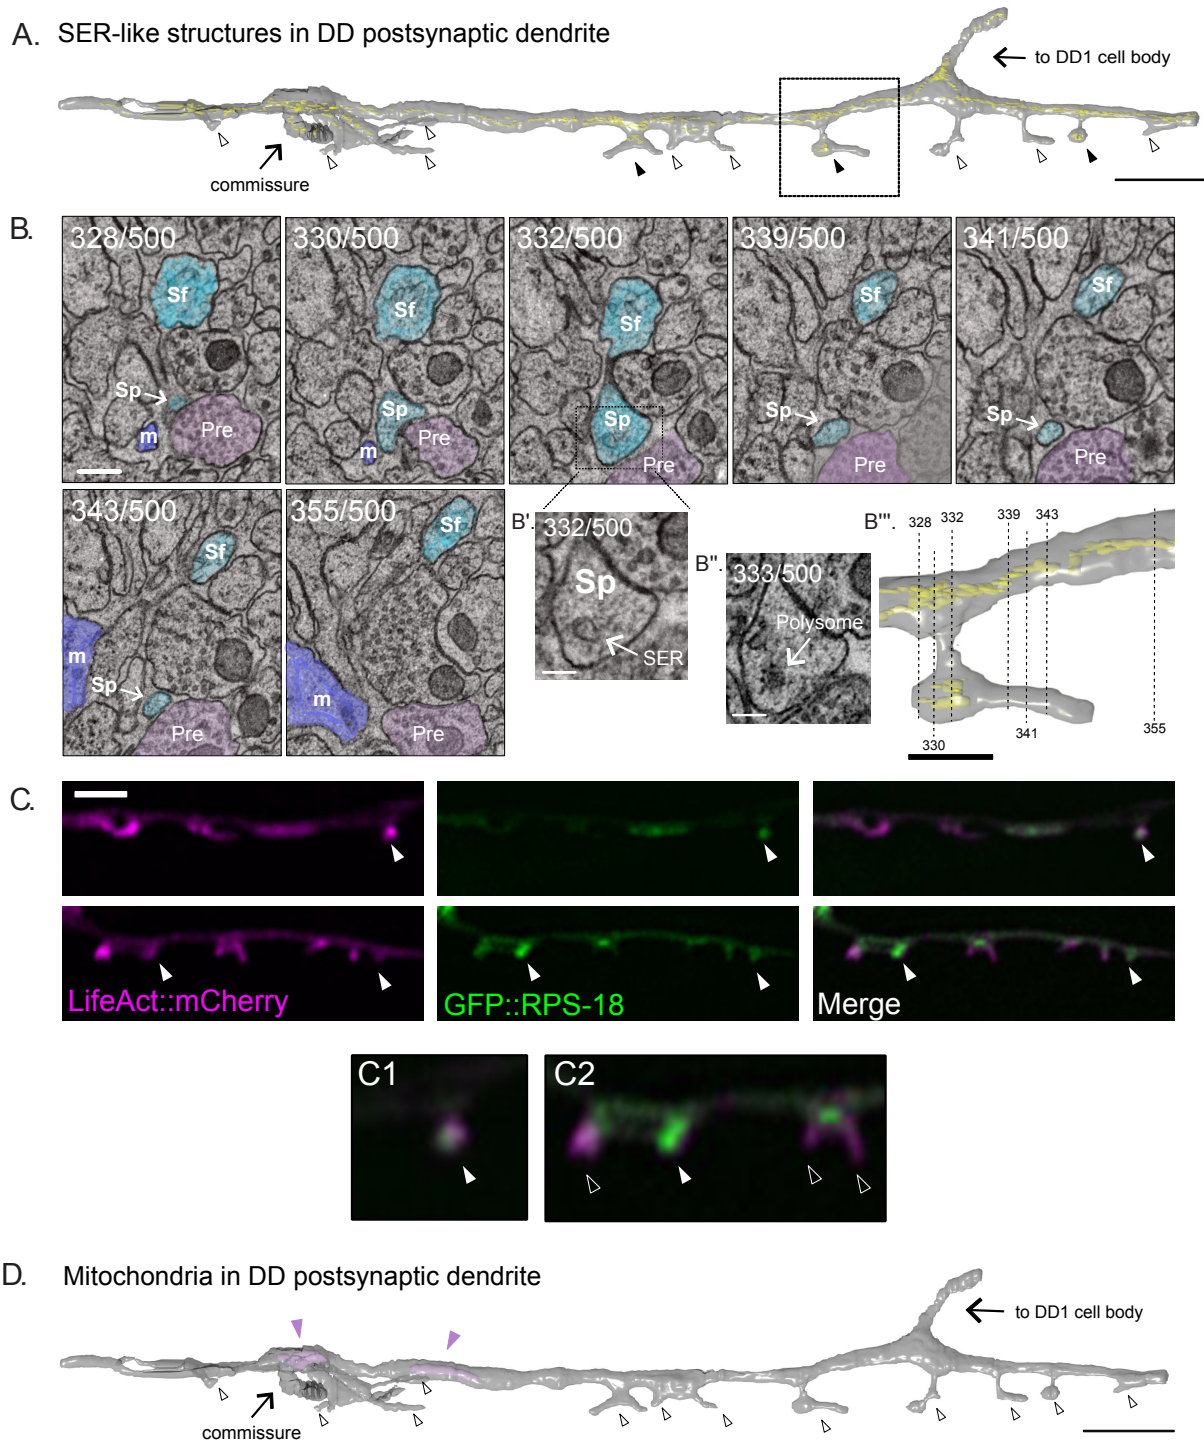 A. SER-like structures in DD postsynaptic dendrite
to DD1 cell body
commissure
B.
328/500
Sf
Sp
m
Pre
330/500
Sf
Sp
m
Pre
332/500
Sf
Sp
Pre
339/500
Sf
Sp
Pre
341/500
Sf
Sp
Pre
343/500
Sf
m
Sp
Pre
355/500
Sf
m
Pre
B'.
332/500
Sp
SER
B''.
333/500
Polysome
B'''.
328 332 339 343
330 341 355
C.
LifeAct::mCherry
GFP::RPS-18
Merge
C1
C2
D. Mitochondria in DD postsynaptic dendrite
to DD1 cell body
commissure